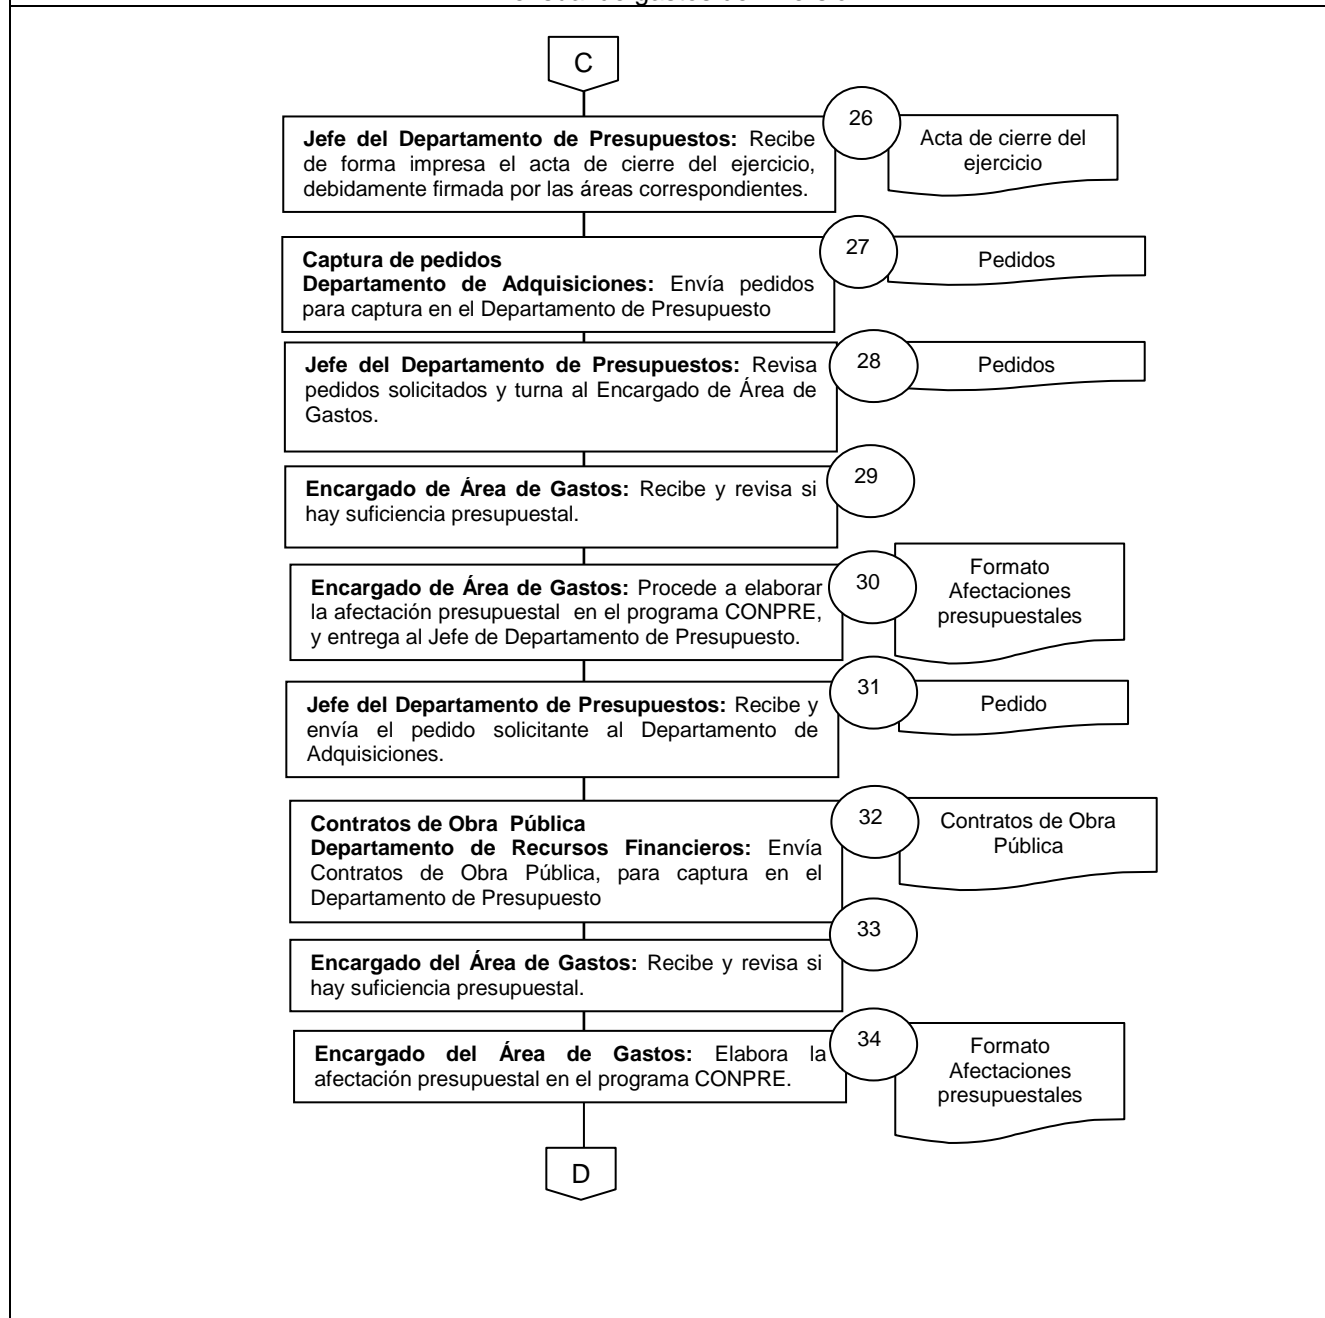 C
Jefe del Departamento de Presupuestos: Recibe
de forma impresa el acta de cierre del ejercicio,
debidamente firmada por las áreas correspondientes.
26
Acta de cierre del
ejercicio
Captura de pedidos
Departamento de Adquisiciones: Envía pedidos
para captura en el Departamento de Presupuesto
27
Pedidos
Jefe del Departamento de Presupuestos: Revisa
pedidos solicitados y turna al Encargado de Área de
Gastos.
28
Pedidos
Encargado de Área de Gastos: Recibe y revisa si
hay suficiencia presupuestal.
29
Encargado de Área de Gastos: Procede a elaborar
la afectación presupuestal en el programa CONPRE,
y entrega al Jefe de Departamento de Presupuesto.
30
Formato
Afectaciones
presupuestales
Jefe del Departamento de Presupuestos: Recibe y
envía el pedido solicitante al Departamento de
Adquisiciones.
31
Pedido
Contratos de Obra Pública
Departamento de Recursos Financieros: Envía
Contratos de Obra Pública, para captura en el
Departamento de Presupuesto
32
Contratos de Obra
Pública
Encargado del Área de Gastos: Recibe y revisa si
hay suficiencia presupuestal.
33
Encargado del Área de Gastos: Elabora la
afectación presupuestal en el programa CONPRE.
34
Formato
Afectaciones
presupuestales
D